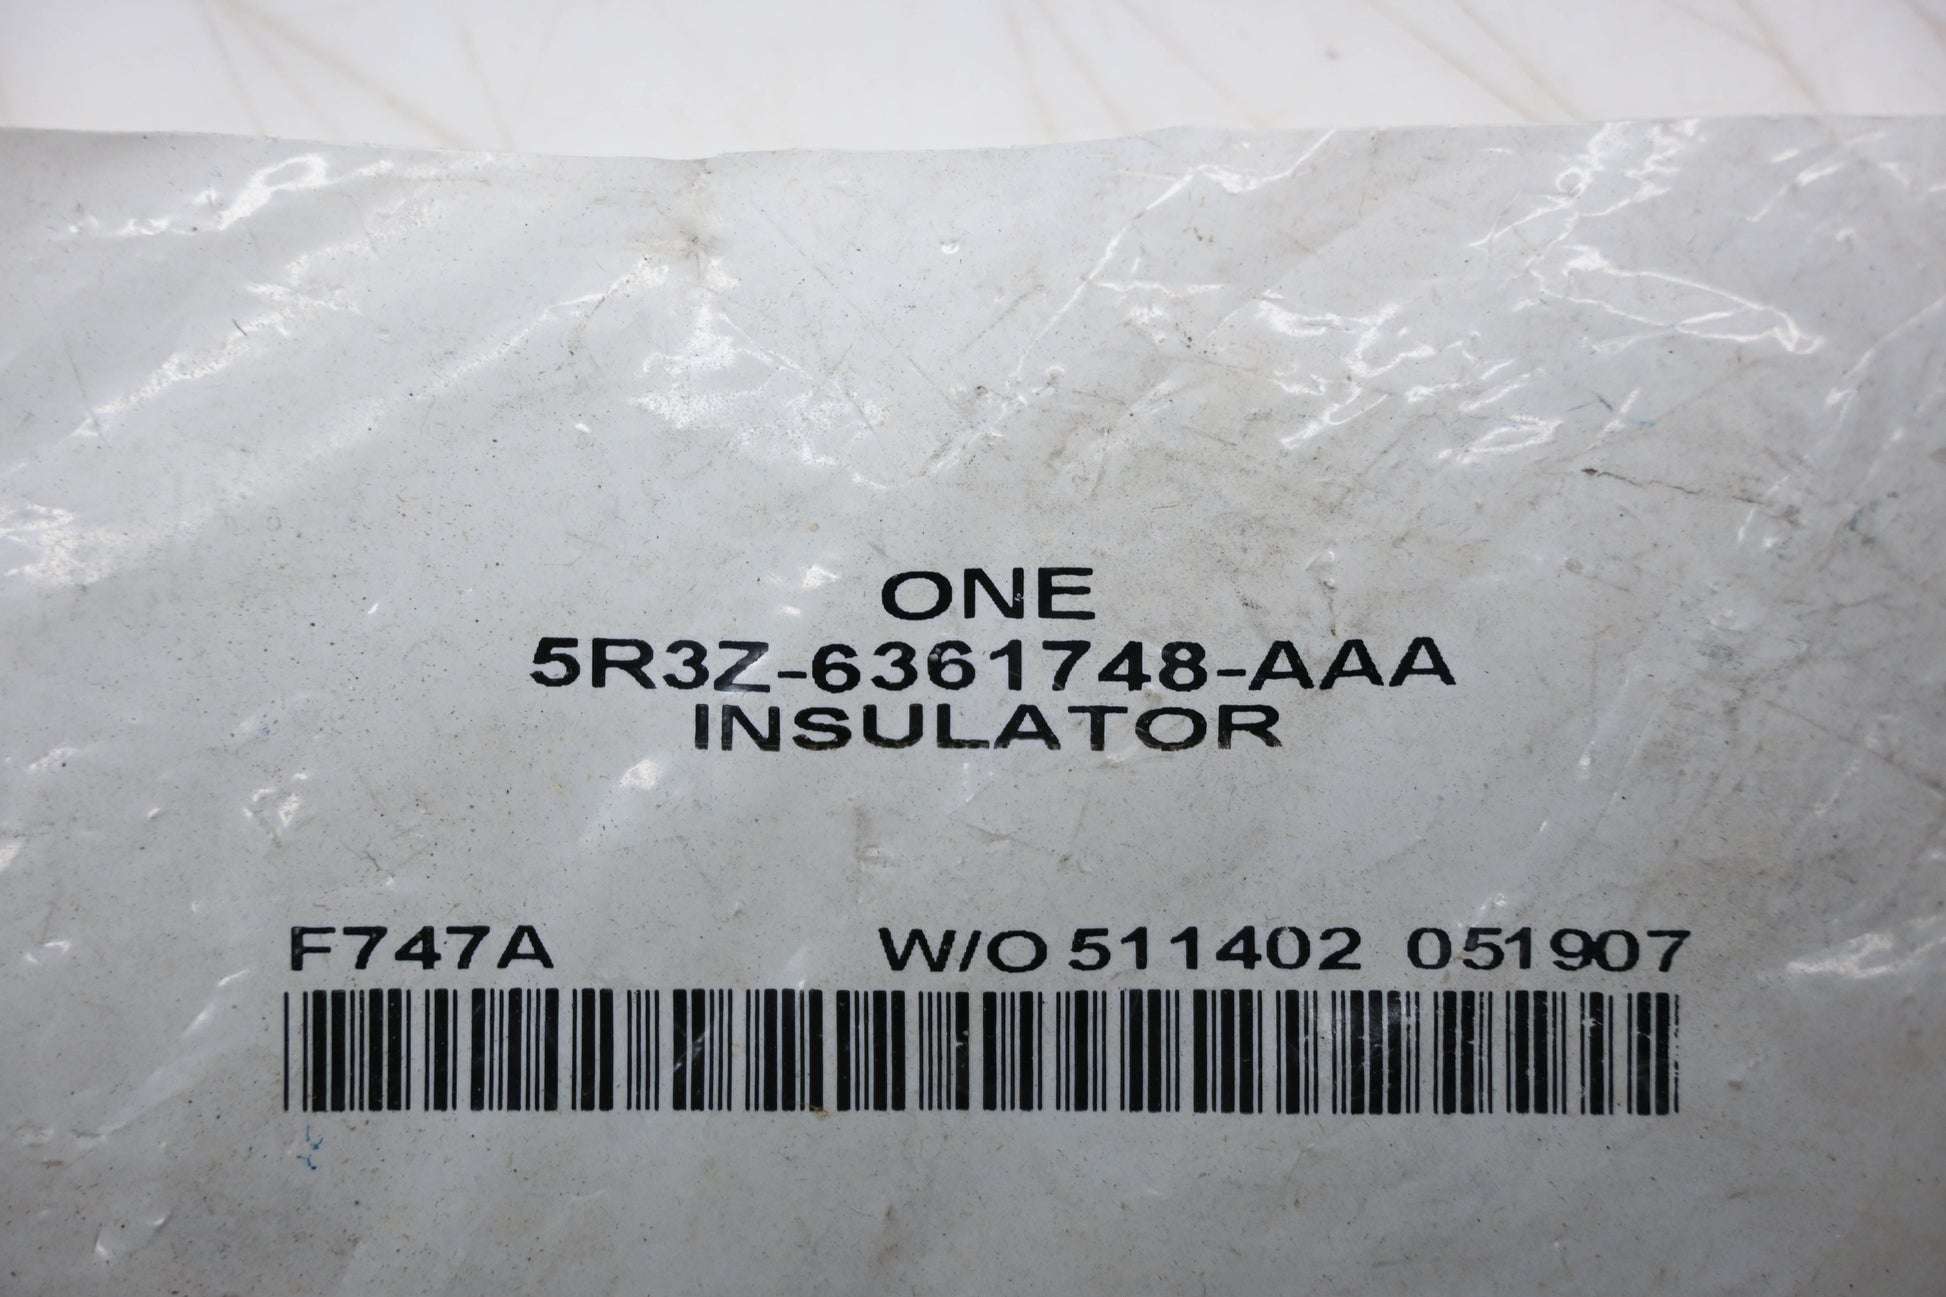 ONE
5R3Z-6361748-AAA
INSULATOR
F747A W/O 511402 051907